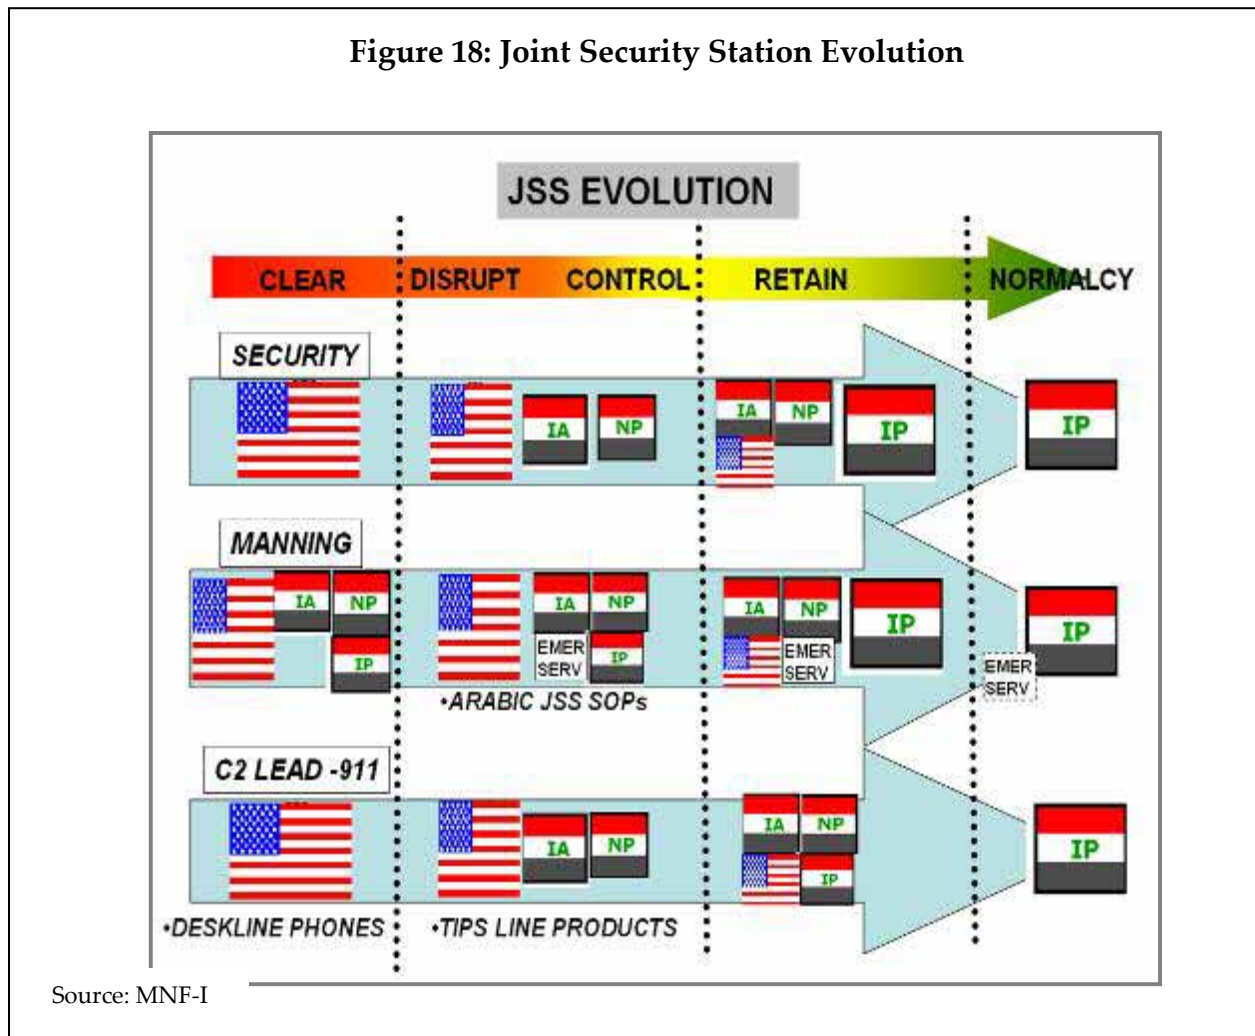 Figure 18: Joint Security Station Evolution
JSS EVOLUTION
CLEAR DISRUPT CONTROL RETAIN NORMALCY
SECURITY
IA NP IA NP IP IP
MANNING
IA NP IA NP IA NP IP IP
IP EMER SERV IP EMER SERV EMER SERV
•ARABIC JSS SOPs
C2 LEAD -911
IA NP IA NP IP
IP
•DESKLINE PHONES •TIPS LINE PRODUCTS
Source: MNF-I